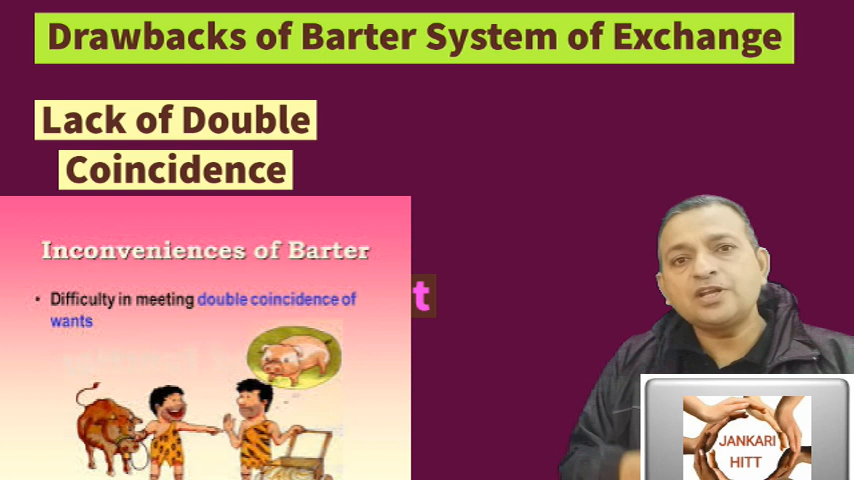 Drawbacks of Barter System of Exchange
Lack of Double
Coincidence
Inconveniences of Barter
• Difficulty in meeting double coincidence of
wants
t
JANKARI
HITT